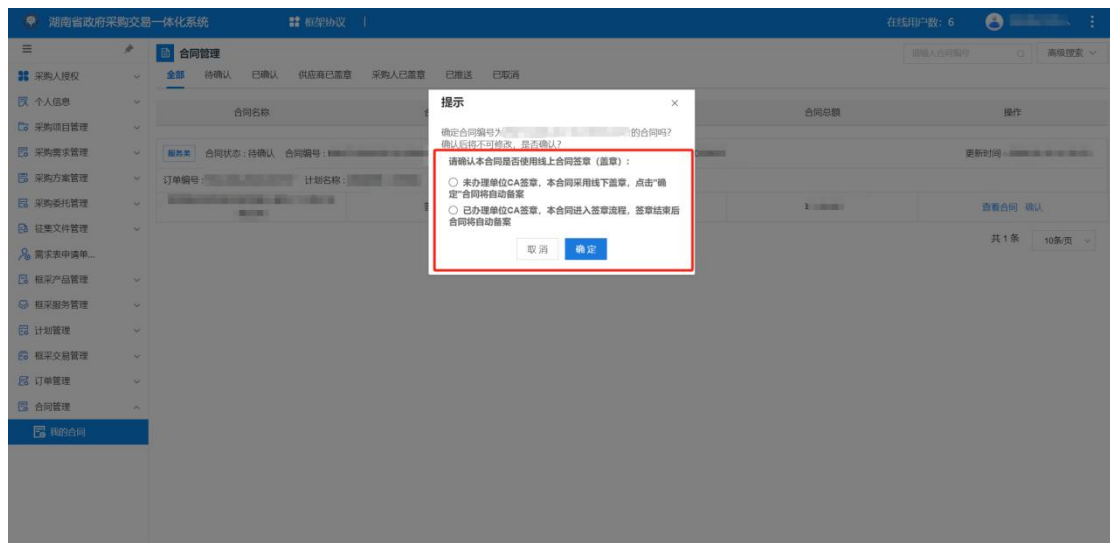 湖南省政府采购交易一体化系统
框架协议
在线用户数: 6
合同管理
请输入合同编号
高级搜索
全部 待确认 已确认 供应商已盖章 采购人已盖章 已推送 已取消
采购人授权
个人信息
采购项目管理
采购需求管理
采购方案管理
采购委托管理
征集文件管理
需求表申请单...
框采产品管理
框采服务管理
计划管理
框采交易管理
订单管理
合同管理
我的合同
合同名称
合同总额
操作
服务类 合同状态 : 待确认 合同编号 :
更新时间 :
订单编号 : 计划名称 :
查看合同 确认
共 1 条 10条/页
提示
确定合同编号为 的合同吗?
确认后将不可修改，是否确认?
请确认本合同是否使用线上合同签章（盖章）:
未办理单位CA签章，本合同采用线下盖章，点击"确
定"合同将自动备案
已办理单位CA签章，本合同进入签章流程，签章结束后
合同将自动备案
取消 确定